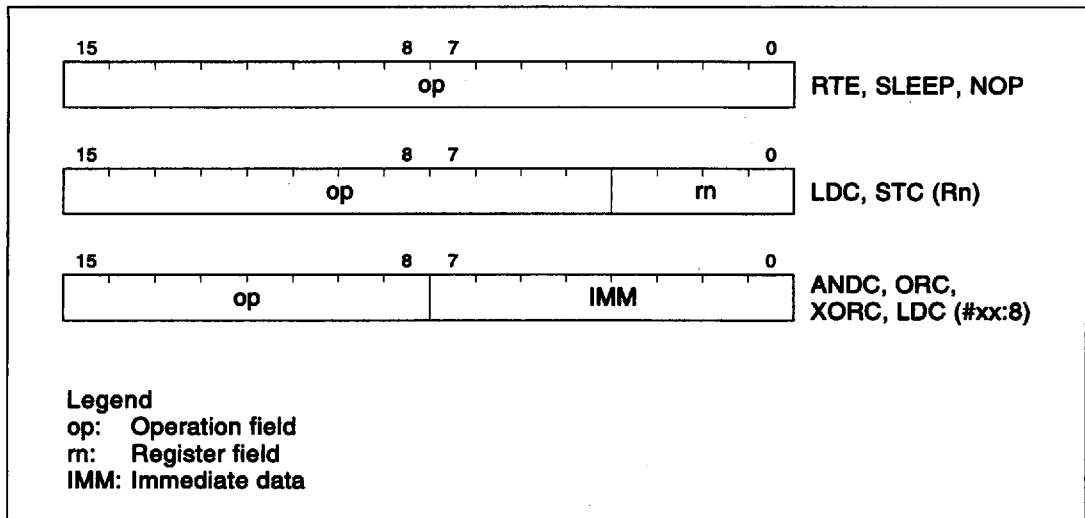 15 8 7 0
op
RTE, SLEEP, NOP
15 8 7 0
op rn
LDC, STC (Rn)
15 8 7 0
op IMM
ANDC, ORC,
XORC, LDC (#xx:8)
Legend
op: Operation field
rn: Register field
IMM: Immediate data